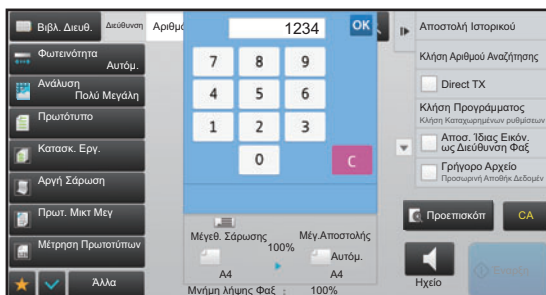 Βιβλ. Διευθ.
Διεύθυνση
Αριθμ
Φωτεινότητα
Αυτόμ.
Ανάλυση
Πολύ Μεγάλη
Πρωτότυπο
Κατασκ. Εργ.
Αργή Σάρωση
Πρωτ. Μικτ Μεγ
Μέτρηση Πρωτοτύπων
Άλλα
1234
OK
7 8 9
4 5 6
1 2 3
0 C
Μέγεθ. Σάρωσης
100%
Μέγ.Αποστολής
Αυτόμ.
A4
A4
Μνήμη λήψης Φαξ : 100%
Αποστολή Ιστορικού
Κλήση Αριθμού Αναζήτησης
Direct TX
Κλήση Προγράμματος
Κλήση Καταχωρημένων ρυθμίσεων
Αποσ. Ίδιας Εικόν.
ως Διεύθυνση Φαξ
Γρήγορο Αρχείο
Προσωρινή Αποθήκ Δεδομέν
Προεπισκόπ
CA
Ηχείο